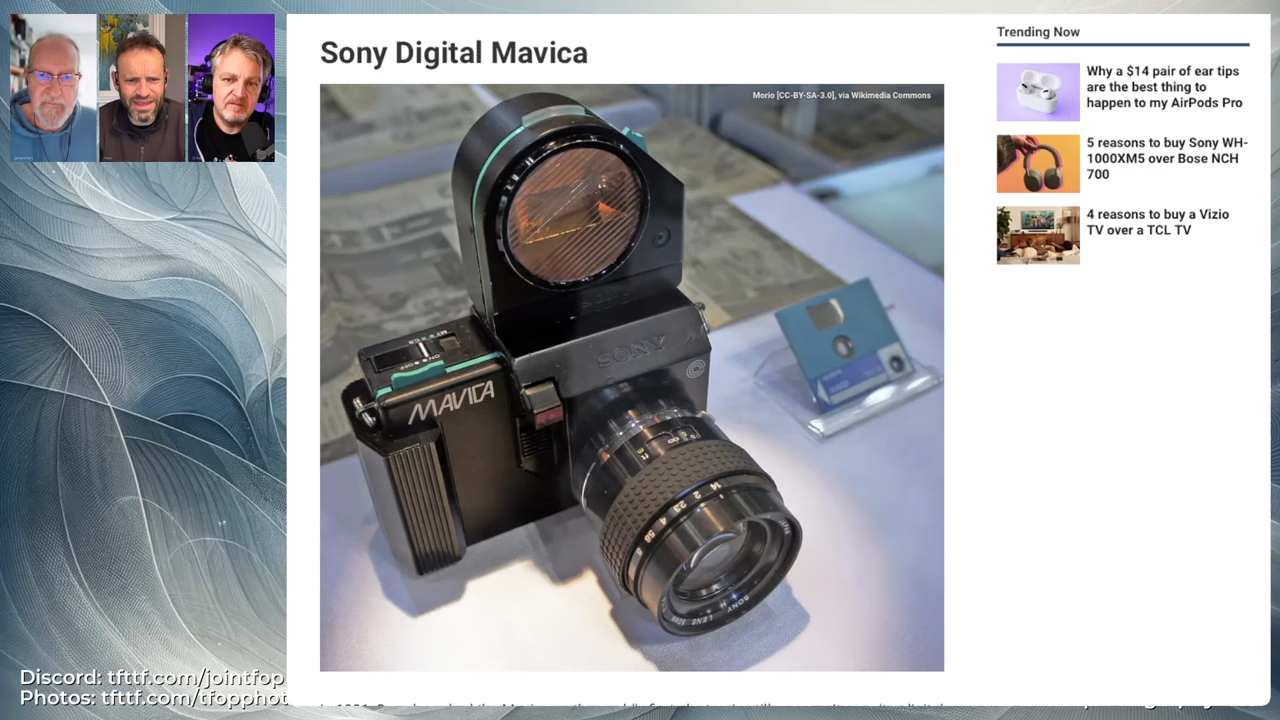 Sony Digital Mavica
Morio [CC-BY-SA-3.0], via Wikimedia Commons
SONY
MAVICA
SONY LENS
Trending Now
Why a $14 pair of ear tips
are the best thing to
happen to my AirPods Pro
5 reasons to buy Sony WH-
1000XM5 over Bose NCH
700
4 reasons to buy a Vizio
TV over a TCL TV
Discord: tfttf.com/jointfop
Photos: tfttf.com/tfopphot